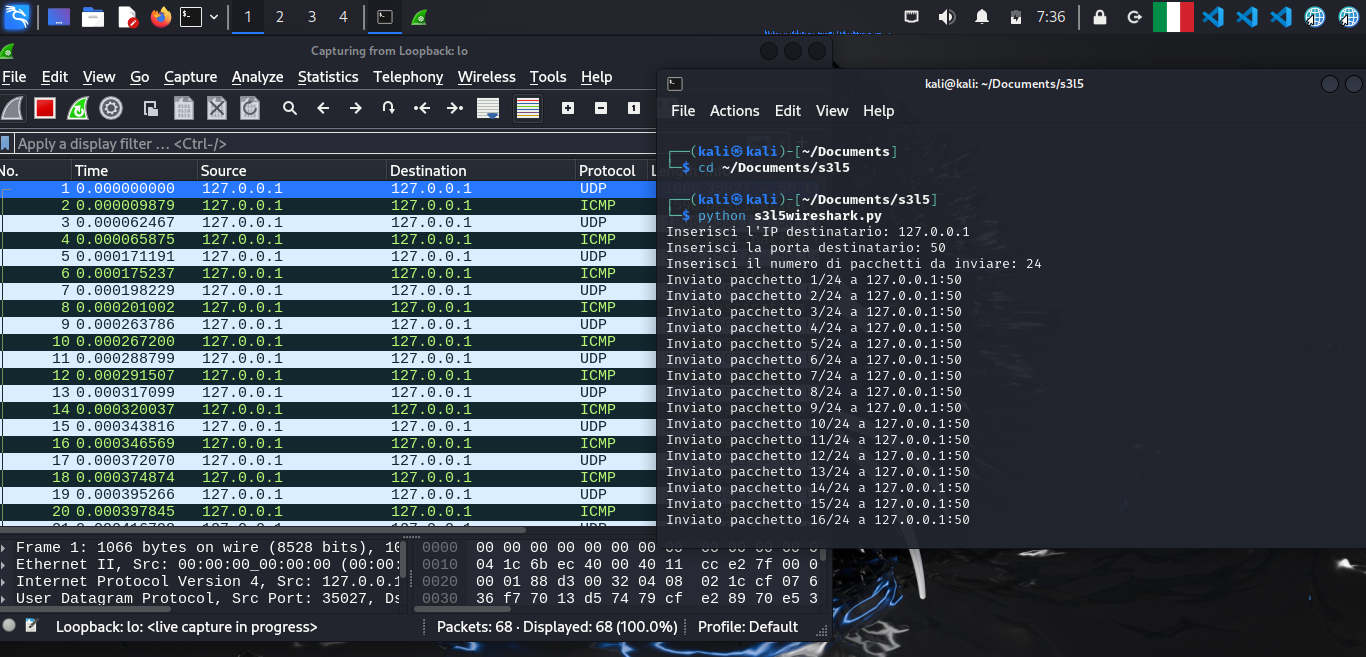 1 2 3 4 7:36
Capturing from Loopback: lo
File Edit View Go Capture Analyze Statistics Telephony Wireless Tools Help
Apply a display filter … <Ctrl-/>
No. Time Source Destination Protocol
1 0.000000000 127.0.0.1 127.0.0.1 UDP
2 0.000009879 127.0.0.1 127.0.0.1 ICMP
3 0.000062467 127.0.0.1 127.0.0.1 UDP
4 0.000065875 127.0.0.1 127.0.0.1 ICMP
5 0.000171191 127.0.0.1 127.0.0.1 UDP
6 0.000175237 127.0.0.1 127.0.0.1 ICMP
7 0.000198229 127.0.0.1 127.0.0.1 UDP
8 0.000201002 127.0.0.1 127.0.0.1 ICMP
9 0.000263786 127.0.0.1 127.0.0.1 UDP
10 0.000267200 127.0.0.1 127.0.0.1 ICMP
11 0.000288799 127.0.0.1 127.0.0.1 UDP
12 0.000291507 127.0.0.1 127.0.0.1 ICMP
13 0.000317099 127.0.0.1 127.0.0.1 UDP
14 0.000320037 127.0.0.1 127.0.0.1 ICMP
15 0.000343816 127.0.0.1 127.0.0.1 UDP
16 0.000346569 127.0.0.1 127.0.0.1 ICMP
17 0.000372070 127.0.0.1 127.0.0.1 UDP
18 0.000374874 127.0.0.1 127.0.0.1 ICMP
19 0.000395266 127.0.0.1 127.0.0.1 UDP
20 0.000397845 127.0.0.1 127.0.0.1 ICMP
Frame 1: 1066 bytes on wire (8528 bits), 10
Ethernet II, Src: 00:00:00_00:00:00 (00:00:
Internet Protocol Version 4, Src: 127.0.0.1
User Datagram Protocol, Src Port: 35027, Ds
0000 00 00 00 00 00 00 00 00 00 00 00 00 0
0010 04 1c 6b ec 40 00 40 11 cc e2 7f 00 0
0020 00 01 88 d3 00 32 04 08 02 1c cf 07 6
0030 36 f7 70 13 d5 74 79 cf e2 89 70 e5 3
Loopback: lo: <live capture in progress> Packets: 68 · Displayed: 68 (100.0%) Profile: Default
kali@kali: ~/Documents/s3l5
File Actions Edit View Help
┌──(kali㉿kali)-[~/Documents]
└─$ cd ~/Documents/s3l5
┌──(kali㉿kali)-[~/Documents/s3l5]
└─$ python s3l5wireshark.py
Inserisci l'IP destinatario: 127.0.0.1
Inserisci la porta destinatario: 50
Inserisci il numero di pacchetti da inviare: 24
Inviato pacchetto 1/24 a 127.0.0.1:50
Inviato pacchetto 2/24 a 127.0.0.1:50
Inviato pacchetto 3/24 a 127.0.0.1:50
Inviato pacchetto 4/24 a 127.0.0.1:50
Inviato pacchetto 5/24 a 127.0.0.1:50
Inviato pacchetto 6/24 a 127.0.0.1:50
Inviato pacchetto 7/24 a 127.0.0.1:50
Inviato pacchetto 8/24 a 127.0.0.1:50
Inviato pacchetto 9/24 a 127.0.0.1:50
Inviato pacchetto 10/24 a 127.0.0.1:50
Inviato pacchetto 11/24 a 127.0.0.1:50
Inviato pacchetto 12/24 a 127.0.0.1:50
Inviato pacchetto 13/24 a 127.0.0.1:50
Inviato pacchetto 14/24 a 127.0.0.1:50
Inviato pacchetto 15/24 a 127.0.0.1:50
Inviato pacchetto 16/24 a 127.0.0.1:50